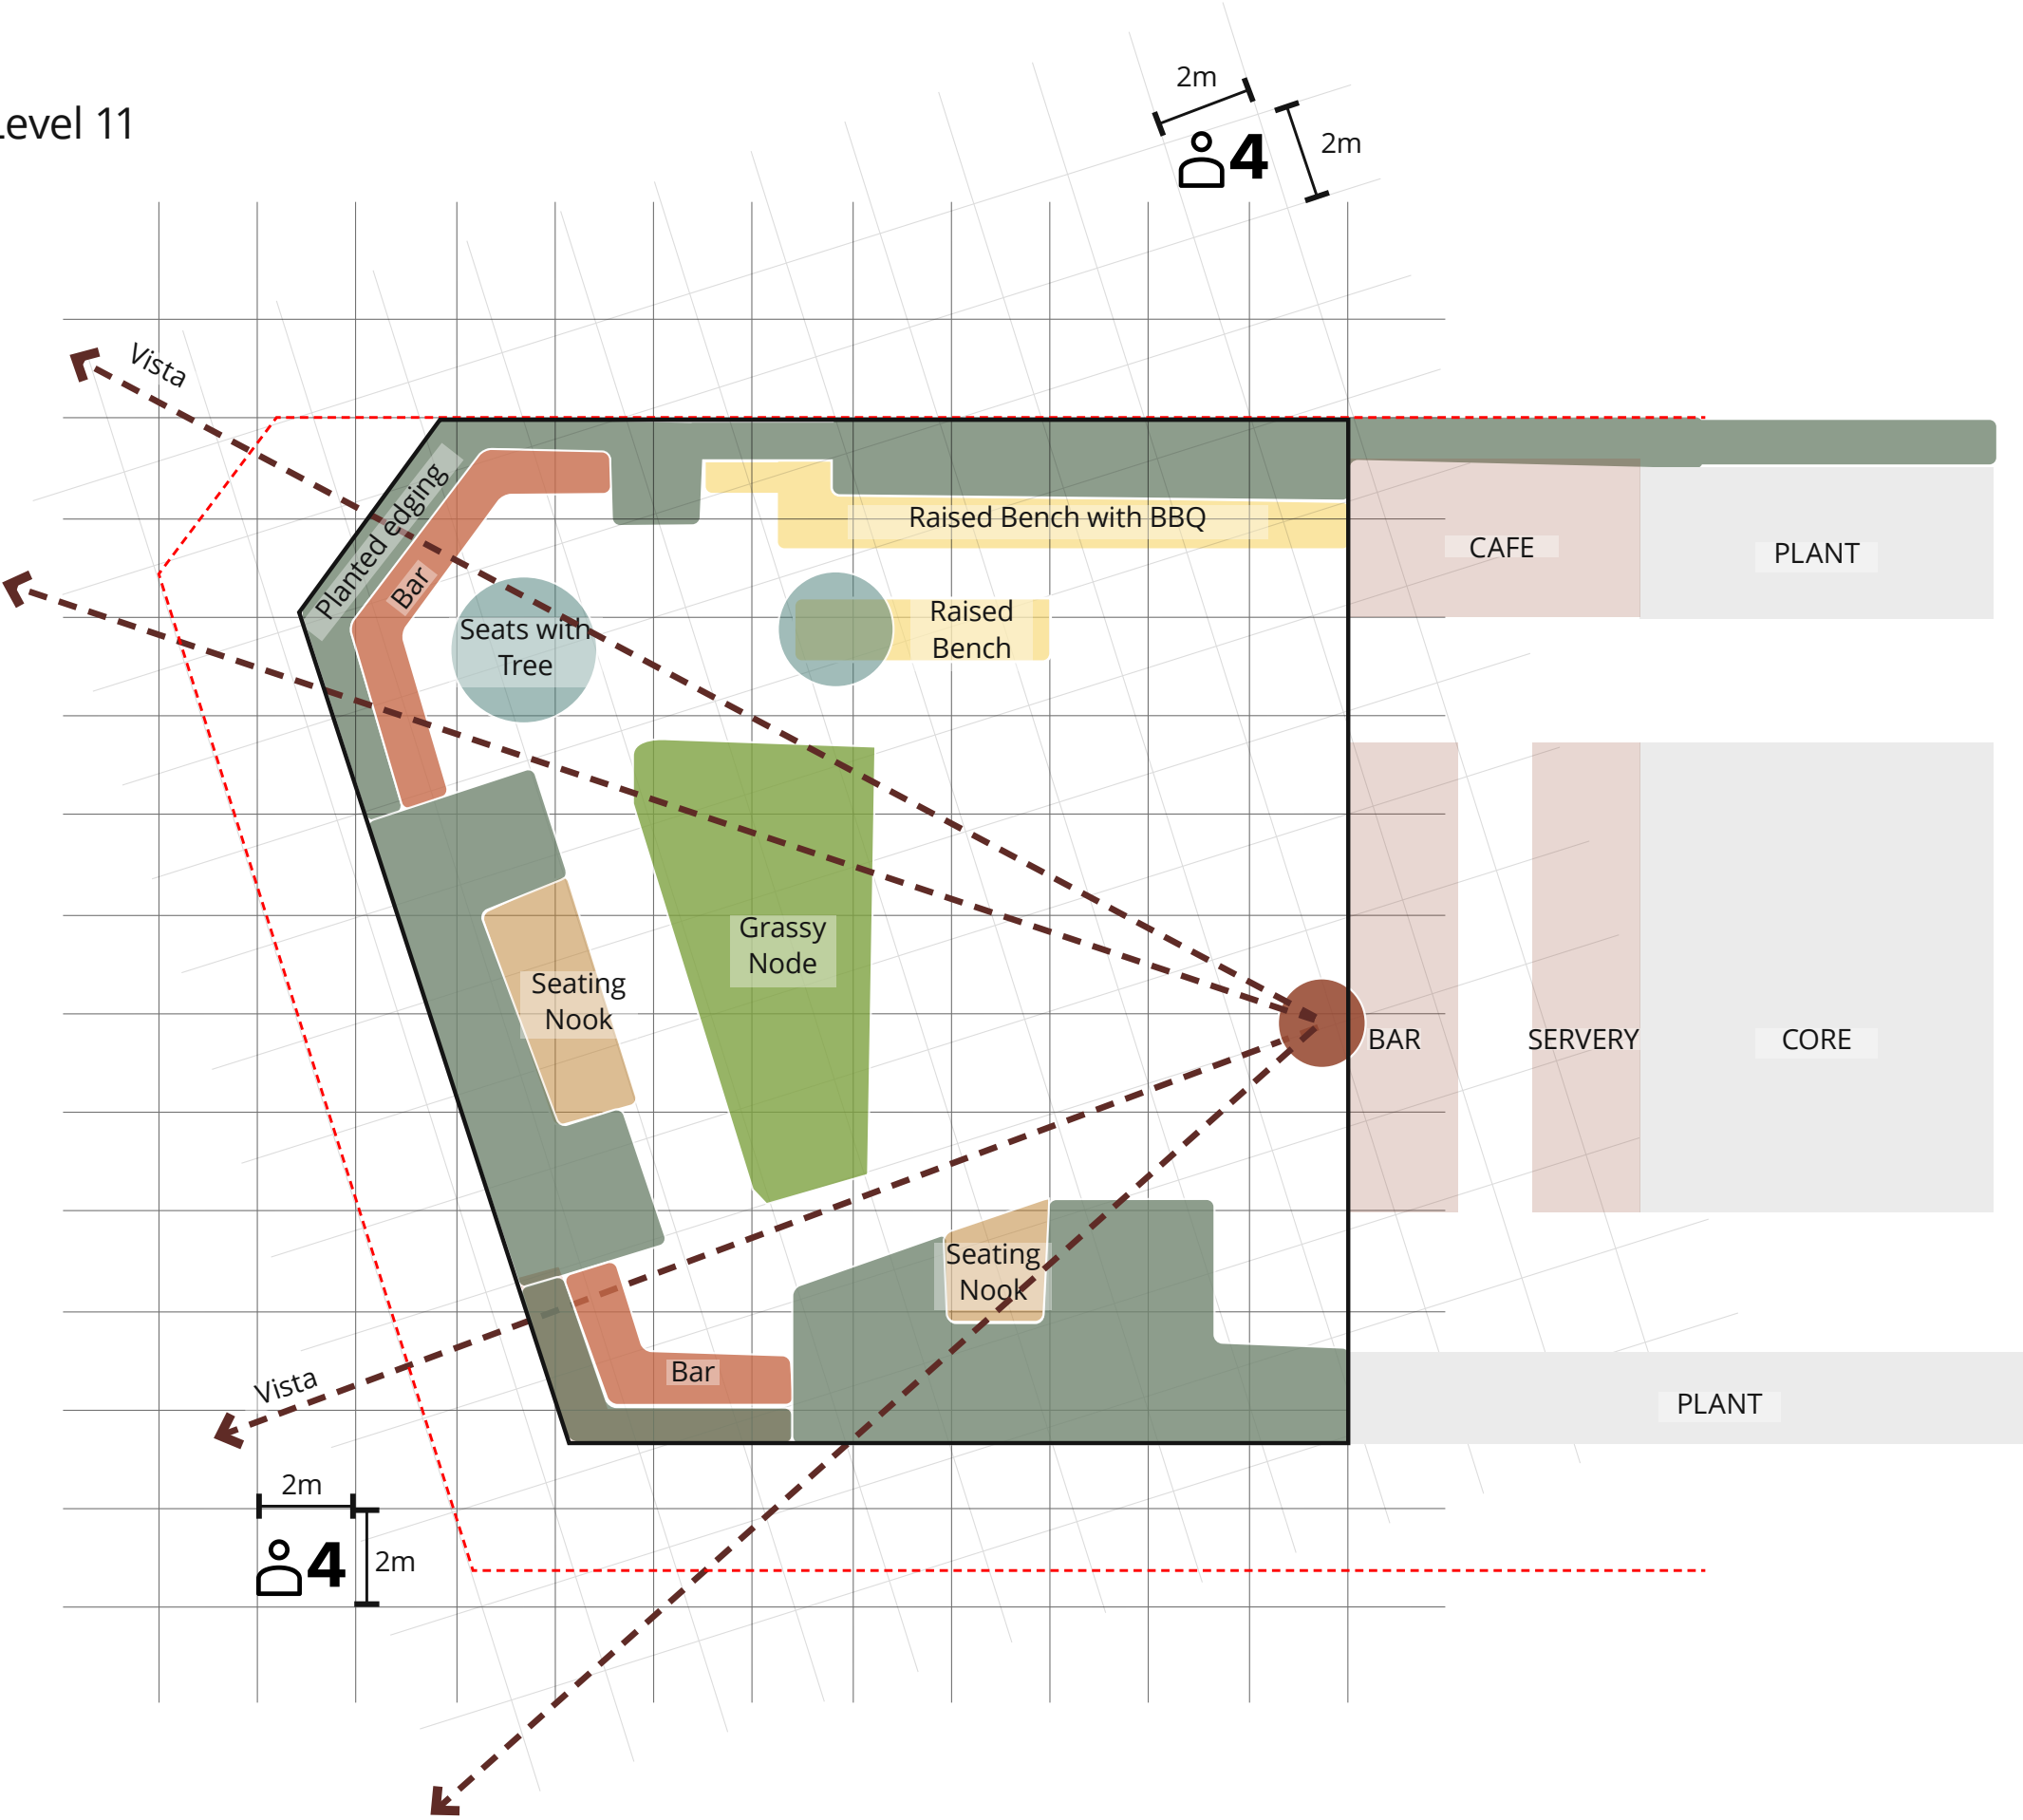 2m
Level 11
4
2m
Vista
Planted edging
Raised Bench with BBQ
CAFE
PLANT
Bar
Seats with
Tree
Raised
Bench
Grassy
Node
Seating
Nook
BAR
SERVERY
CORE
Seating
Nook
Vista
Bar
PLANT
2m
4
2m